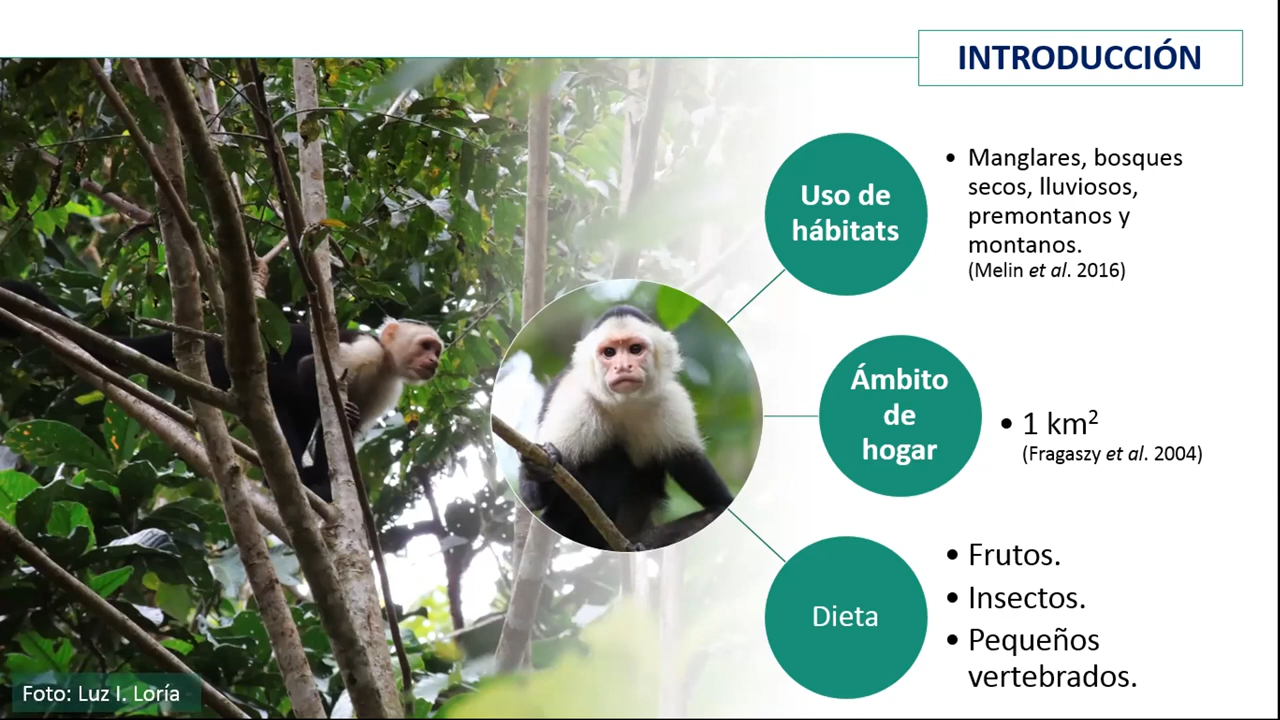 INTRODUCCIÓN
Uso de
hábitats
• Manglares, bosques
secos, lluviosos,
premontanos y
montanos.
(Melin et al. 2016)
Ámbito
de
hogar
• 1 km²
(Fragaszy et al. 2004)
Dieta
• Frutos.
• Insectos.
• Pequeños
vertebrados.
Foto: Luz I. Loría